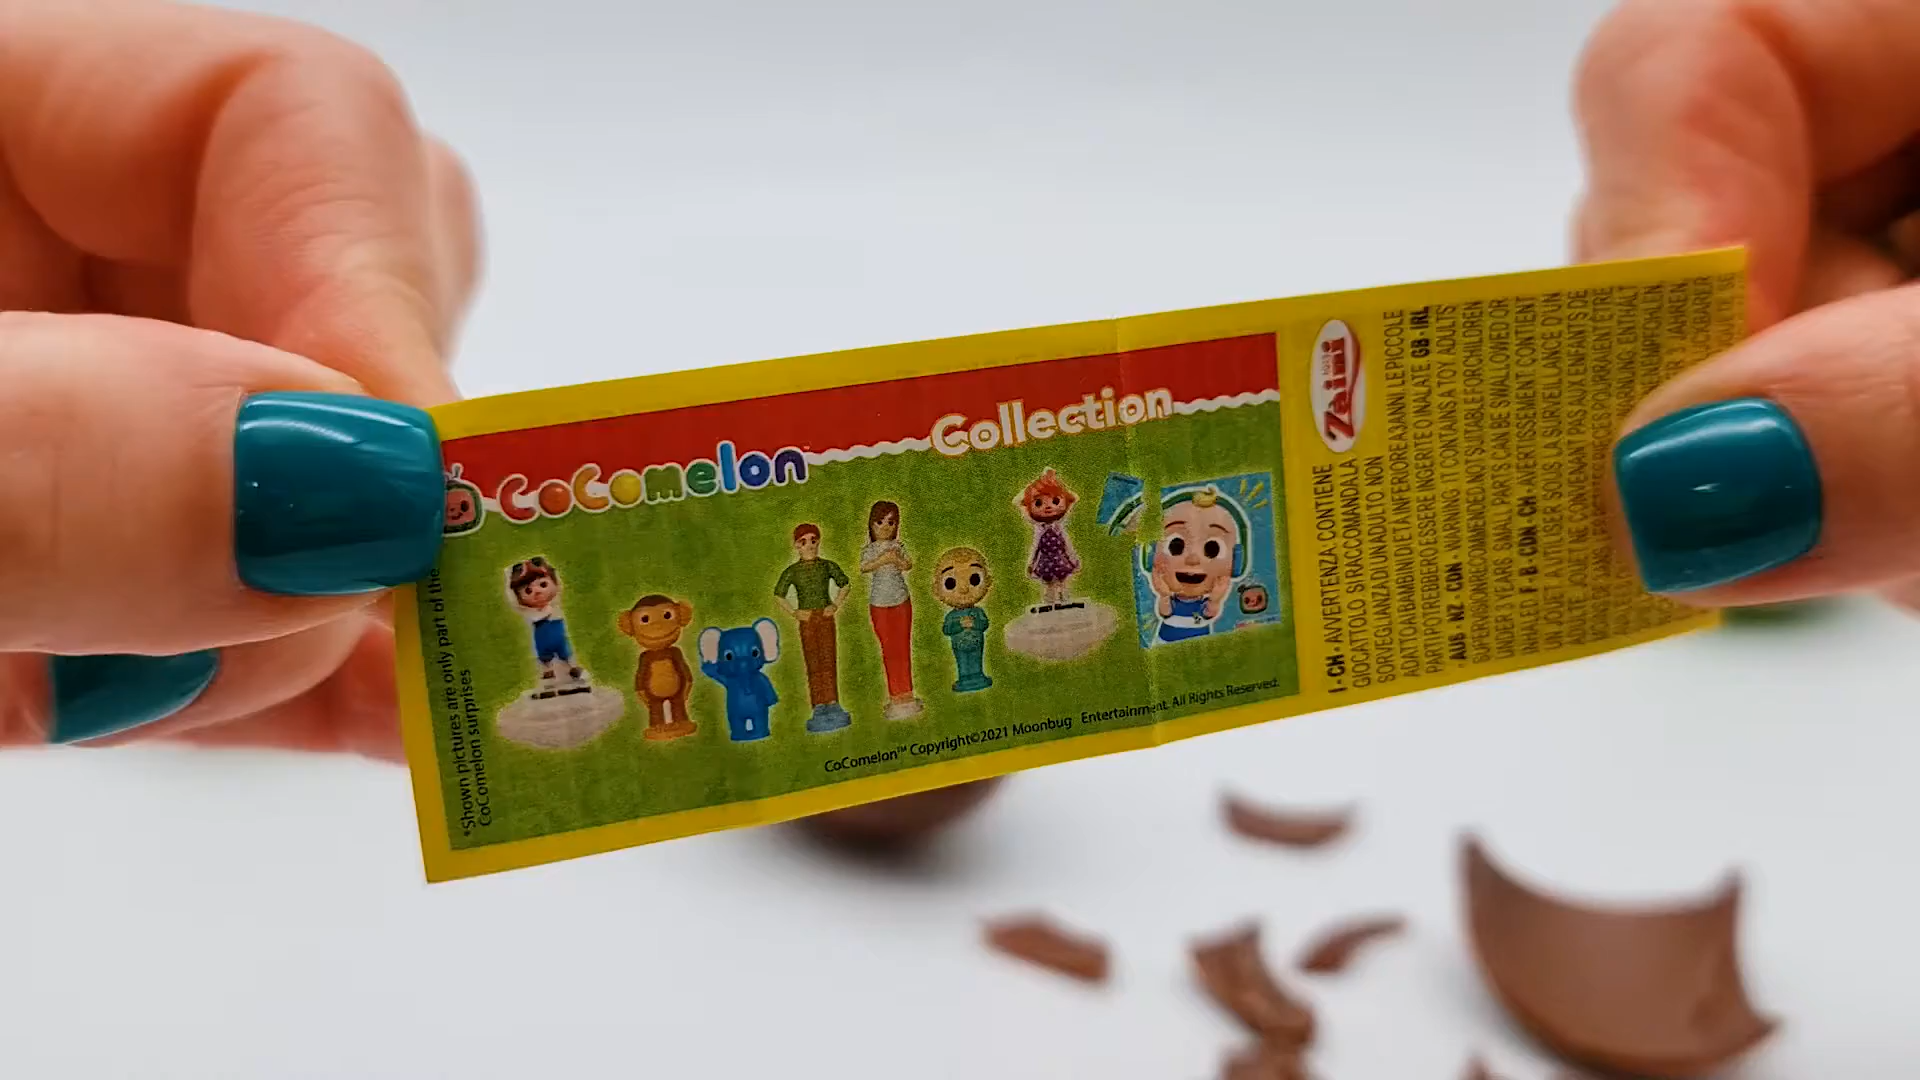 CoComelon
Collection
*Shown pictures are only part of the
CoComelon surprises
CoComelon™ Copyright©2021 Moonbug Entertainment. All Rights Reserved.
Zaini
I - CH - AVVERTENZA CONTIENE
GIOCATTOLO SI RACCOMANDA LA
SORVEGLIANZA DI UN ADULTO NON
ADATTO A BAMBINI DI ETÀ INFERIORE A 3 ANNI LE PICCOLE
PARTI POTREBBERO ESSERE INGERITE O INALATE GB - IRL
- AUS NZ - CDN - WARNING: IT CONTAINS A TOY ADULTS'
SUPERVISION RECOMMENDED. NOT SUITABLE FOR CHILDREN
UNDER 3 YEARS SMALL PARTS CAN BE SWALLOWED OR
INHALED F - B - CDN CH AVERTISSEMENT CONTIENT
UN JOUET À UTILISER SOUS LA SURVEILLANCE D'UN
NE CONVENANT PAS AUX ENFANTS DE